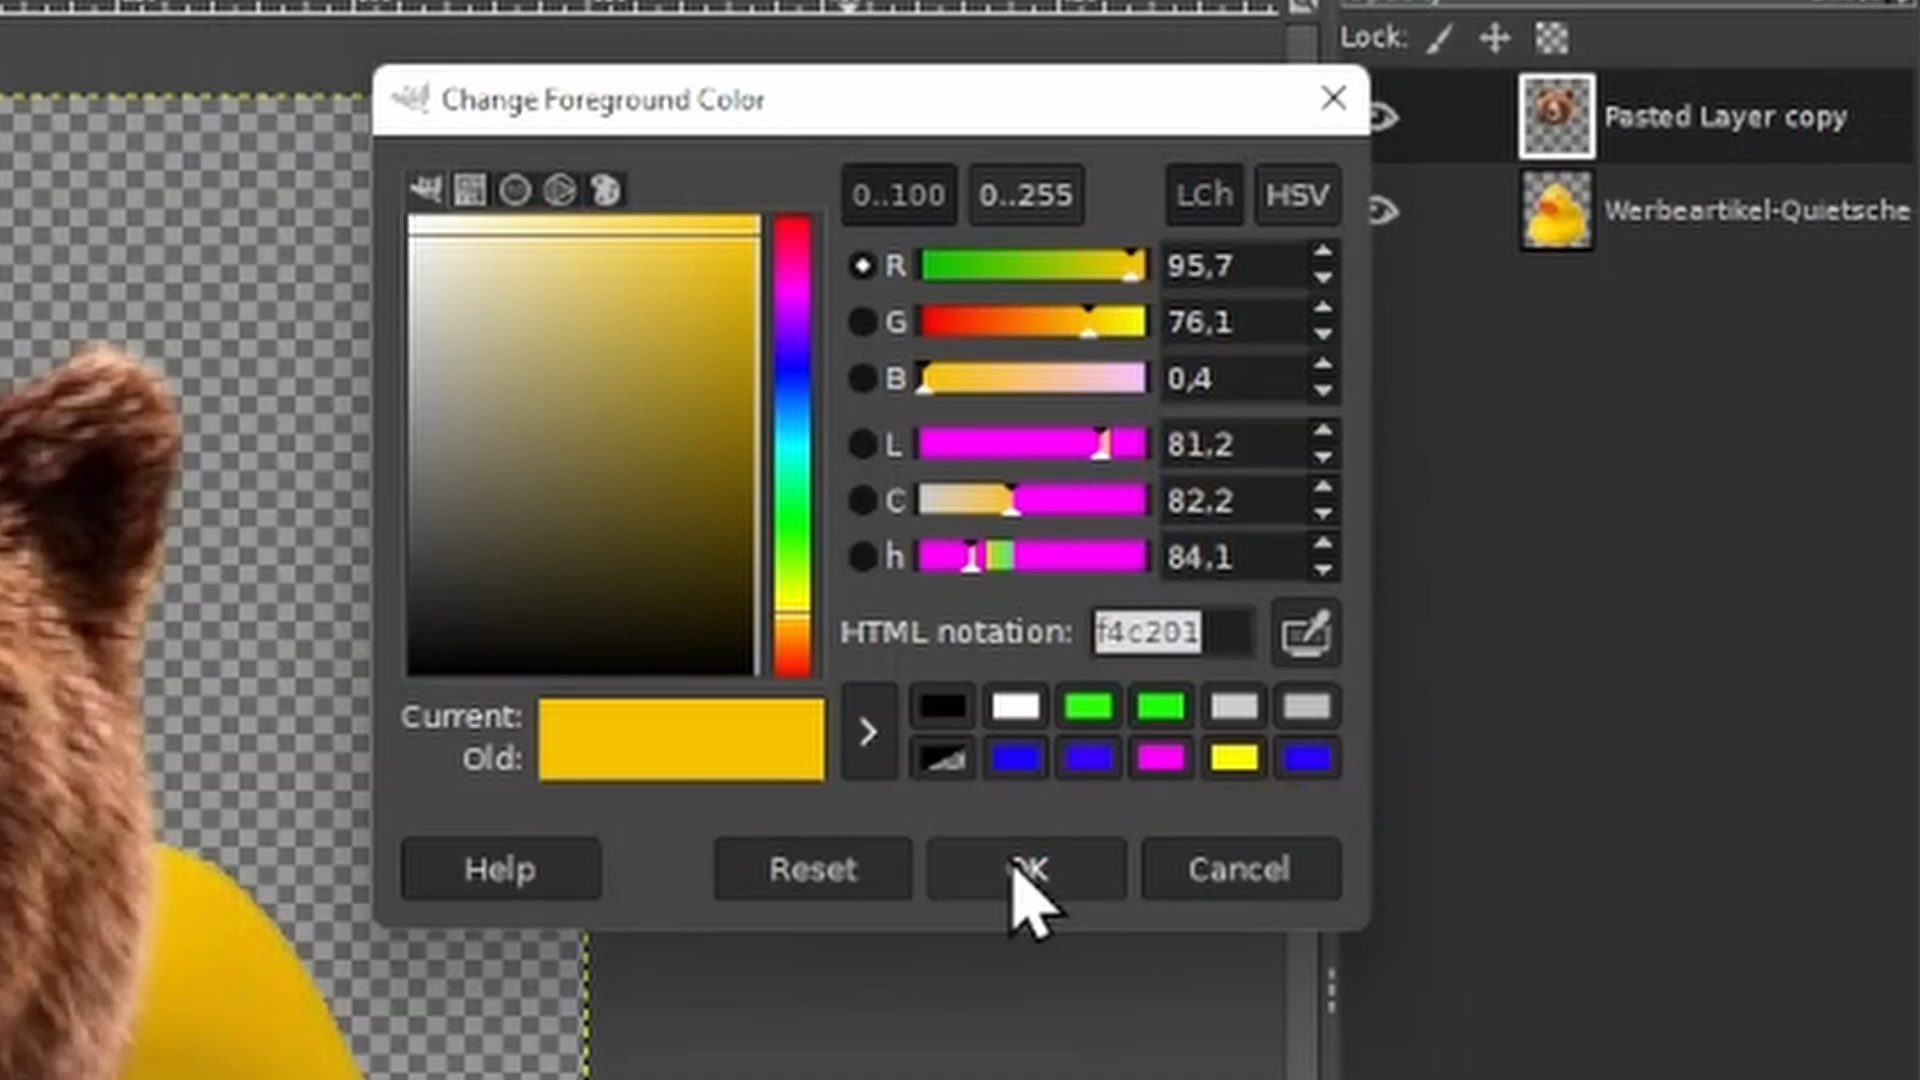 Lock:
Change Foreground Color
Pasted Layer copy
Werbeartikel-Quietsche
0..100 0..255 LCh HSV
R 95,7
G 76,1
B 0,4
L 81,2
C 82,2
h 84,1
HTML notation: f4c201
Current:
Old:
Help Reset OK Cancel